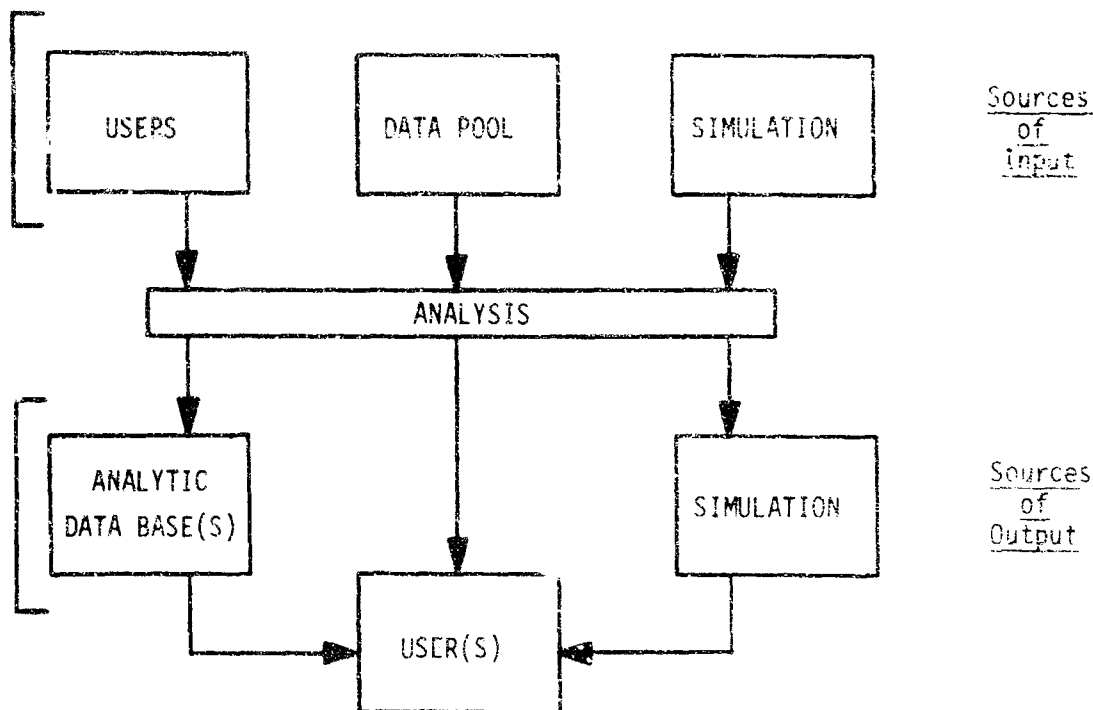 USERS
DATA POOL
SIMULATION
Sources
of
input
ANALYSIS
ANALYTIC
DATA BASE(S)
SIMULATION
Sources
of
Output
USER(S)